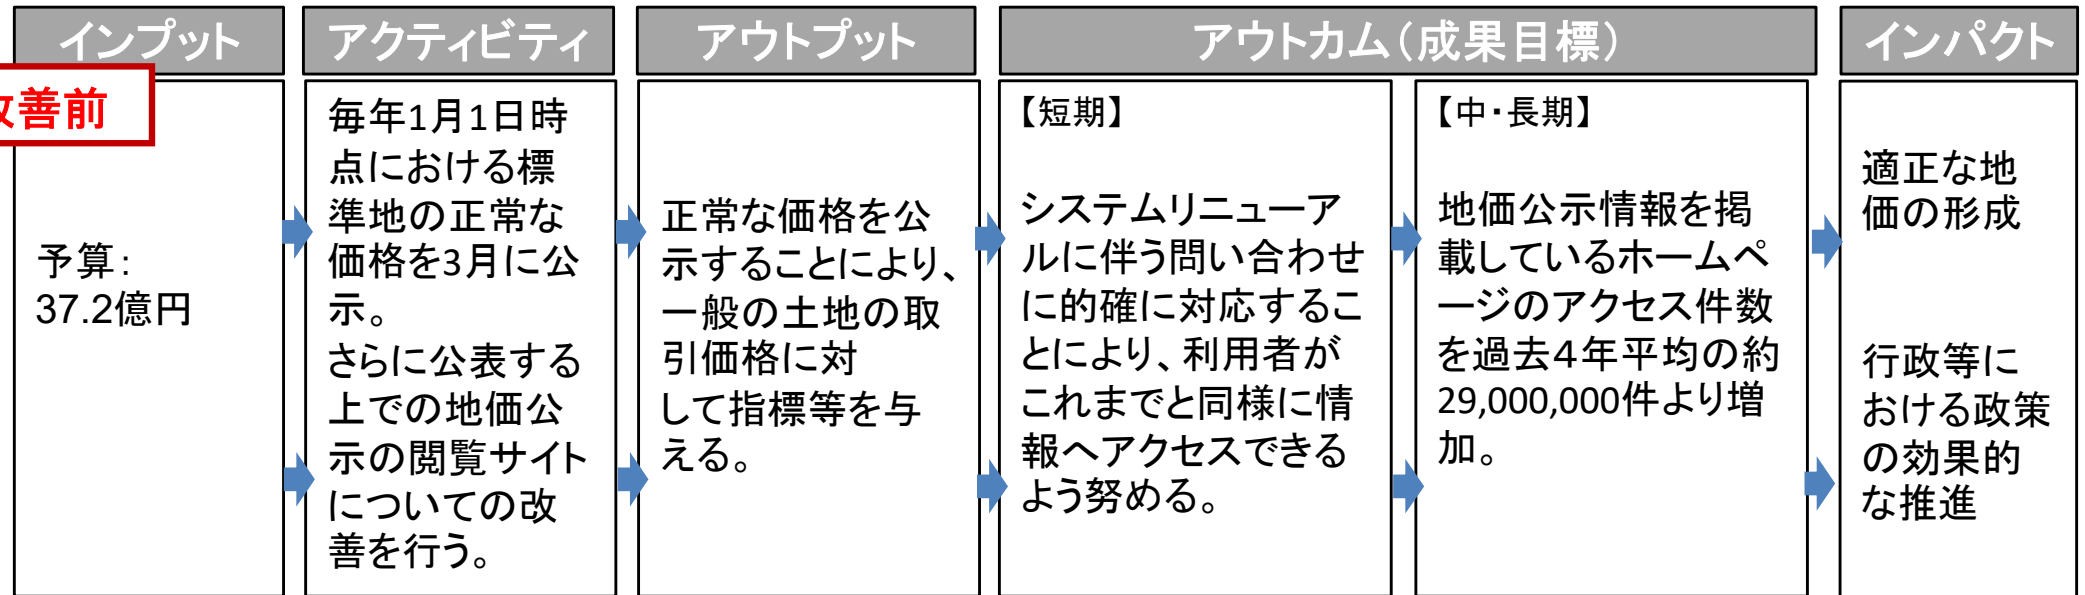 インプット
アクティビティ
アウトプット
アウトカム（成果目標）
インパクト
改善前
予算：
37.2億円
毎年1月1日時
点における標
準地の正常な
価格を3月に公
示。
さらに公表する
上での地価公
示の閲覧サイト
についての改
善を行う。
正常な価格を公
示することにより、
一般の土地の取
引価格に対
して指標等を与
える。
【短期】
システムリニューア
ルに伴う問い合わせ
に的確に対応するこ
とにより、利用者が
これまでと同様に情
報へアクセスできる
よう努める。
【中・長期】
地価公示情報を掲
載しているホームペ
ージのアクセス件数
を過去４年平均の約
29,000,000件より増
加。
適正な地
価の形成
行政等に
おける政策
の効果的
な推進